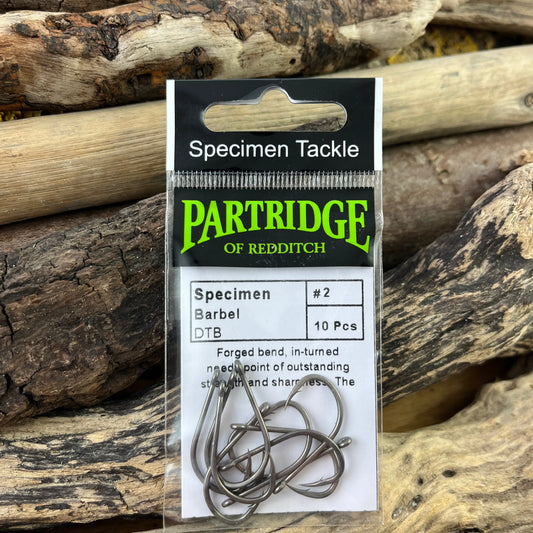 Specimen Tackle
PARTRIDGE
OF REDDITCH
Specimen #2
Barbel
DTB 10 Pcs
Forged bend, in-turned
needle point of outstanding
strength and sharpness. The